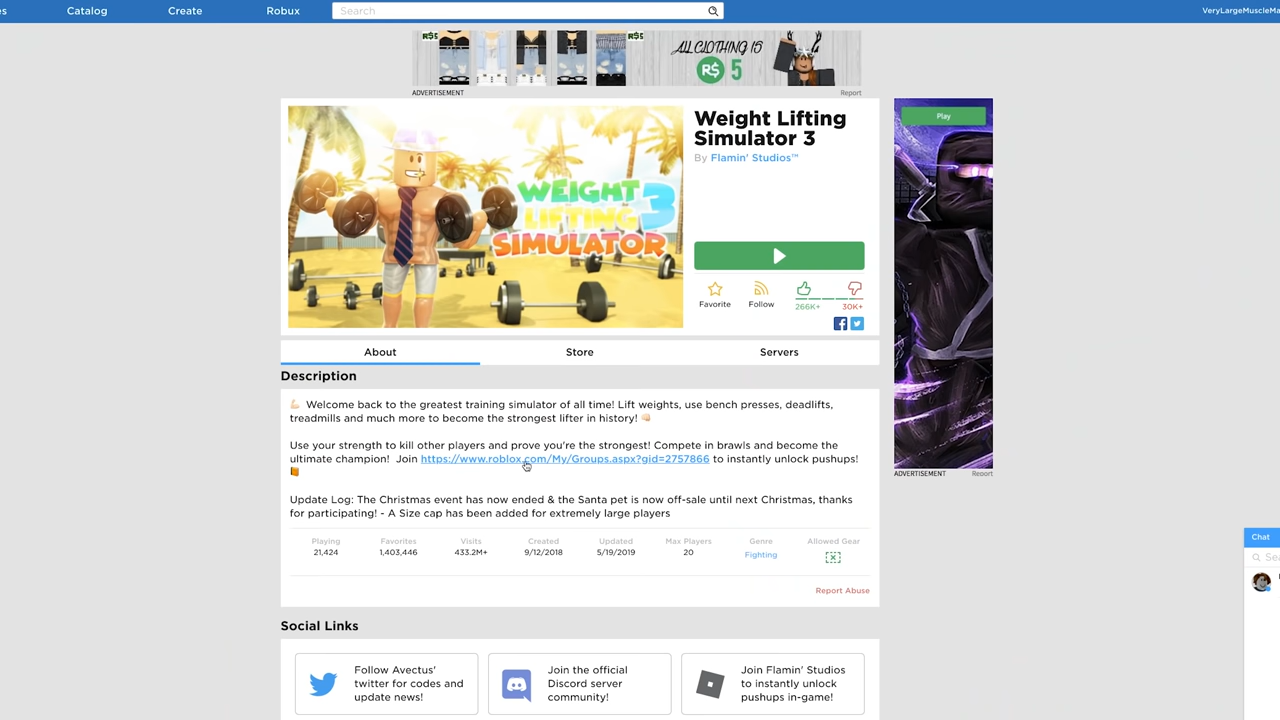 es
Catalog
Create
Robux
Search
VeryLargeMuscleMa
R$5
R$5
ALL CLOTHING IS
R$ 5
ADVERTISEMENT
Report
Weight Lifting
Simulator 3
By Flamin' Studios™
WEIGHT
LIFTING 3
SIMULATOR
Play
Favorite
Follow
266K+
30K+
About
Store
Servers
ADVERTISEMENT
Report
Description
💪 Welcome back to the greatest training simulator of all time! Lift weights, use bench presses, deadlifts,
treadmills and much more to become the strongest lifter in history! 👊
Use your strength to kill other players and prove you're the strongest! Compete in brawls and become the
ultimate champion! Join https://www.roblox.com/My/Groups.aspx?gid=2757866 to instantly unlock pushups!
Update Log: The Christmas event has now ended & the Santa pet is now off-sale until next Christmas, thanks
for participating! - A Size cap has been added for extremely large players
Playing Favorites Visits Created Updated Max Players Genre Allowed Gear
21,424 1,403,446 433.2M+ 9/12/2018 5/19/2019 20 Fighting
Report Abuse
Chat
Sea
Social Links
Follow Avectus'
twitter for codes and
update news!
Join the official
Discord server
community!
Join Flamin' Studios
to instantly unlock
pushups in-game!